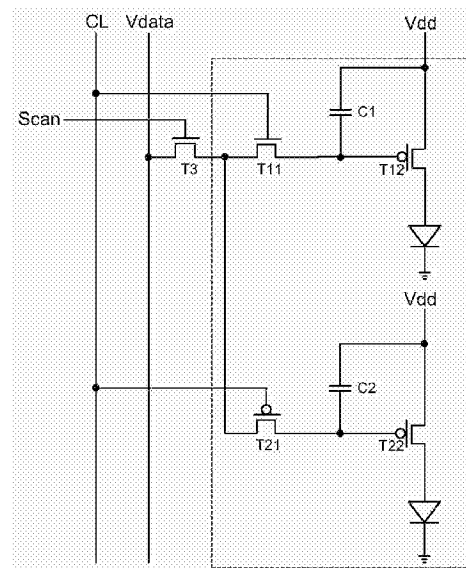 CL Vdata Vdd
C1
Scan
T3 T11 T12
Vdd
C2
T21 T22